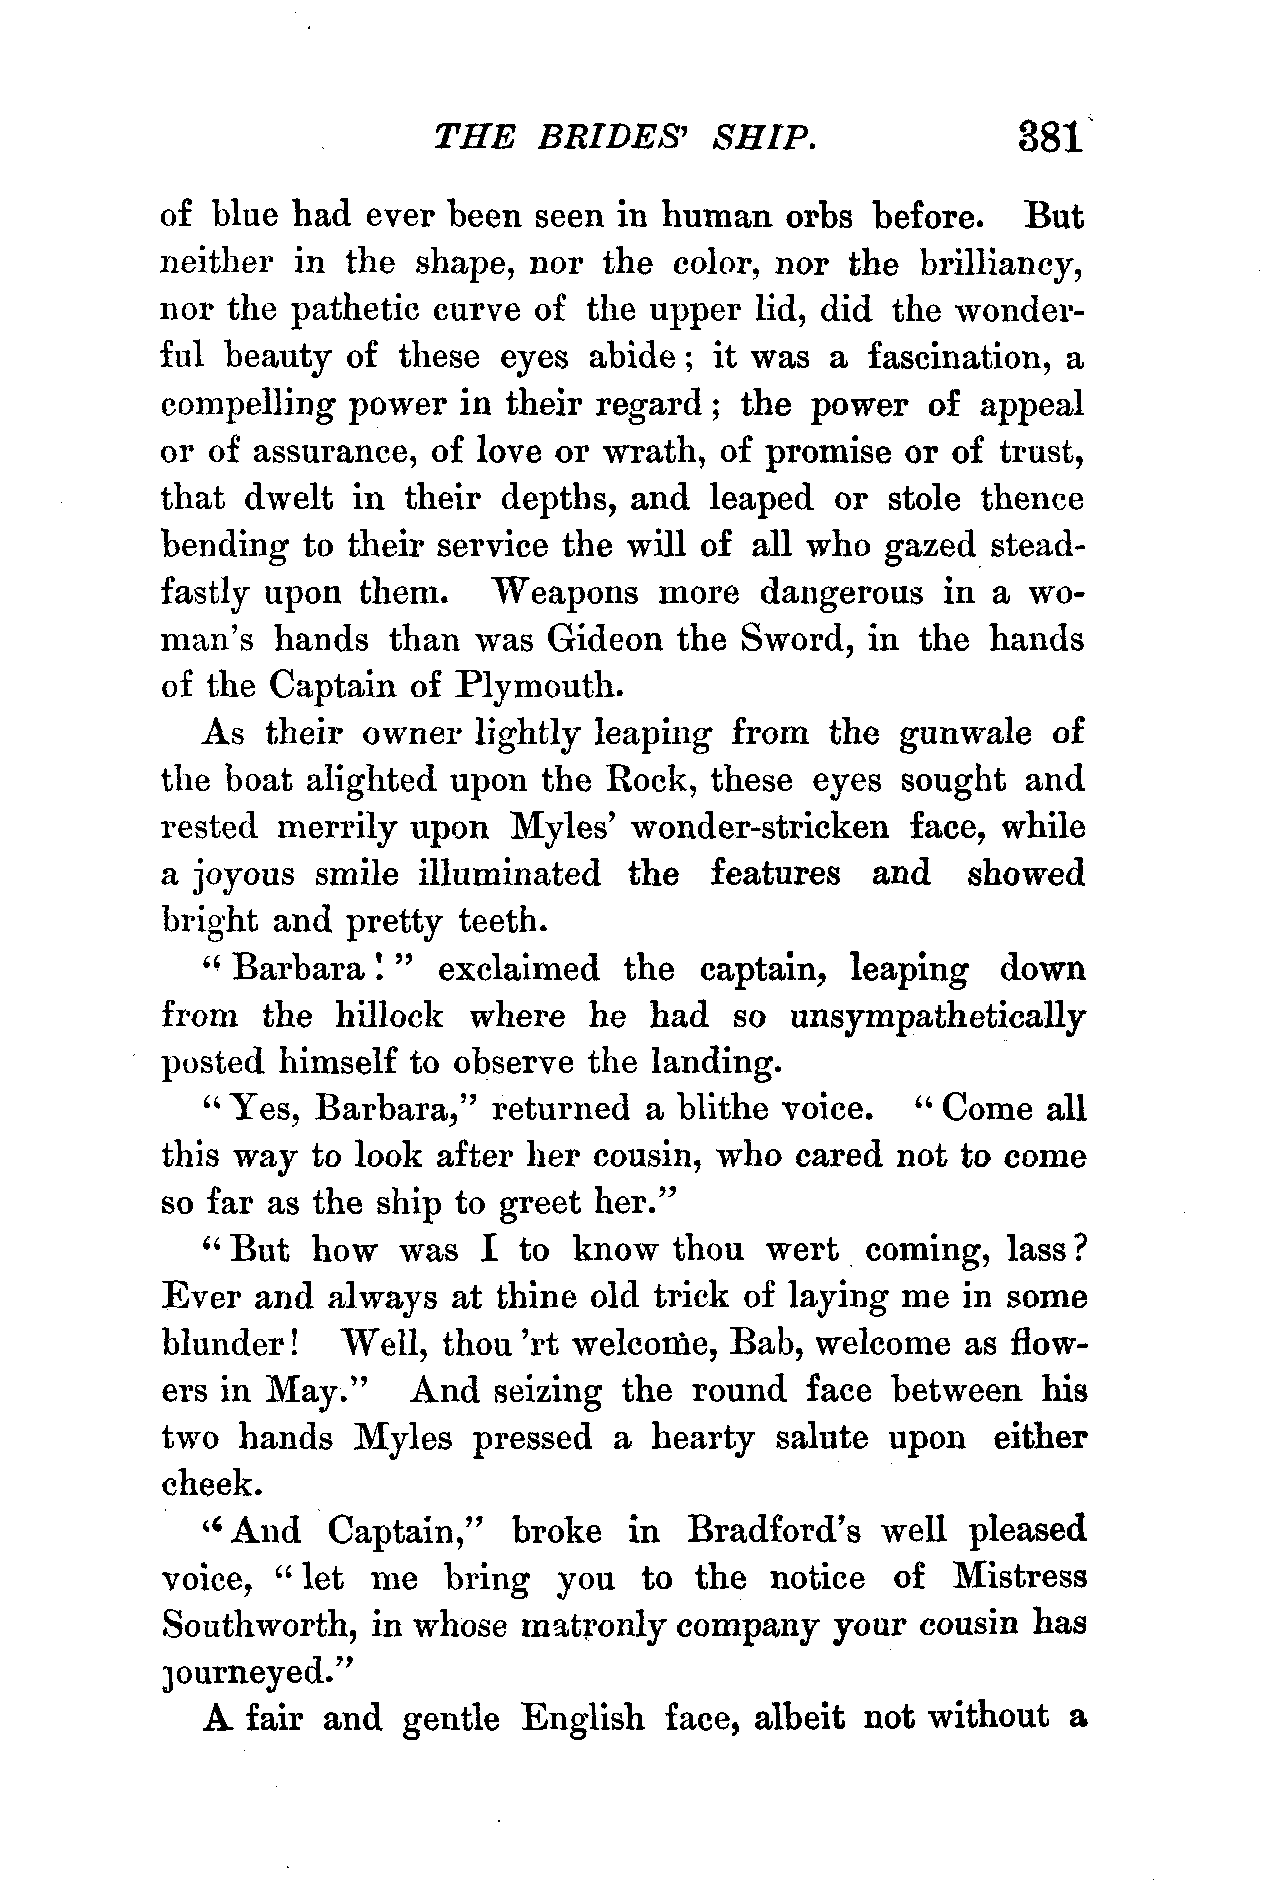 THE BRIDES' SHIP. 381
of blue had ever been seen in human orbs before. But
neither in the shape, nor the color, nor the brilliancy,
nor the pathetic curve of the upper lid, did the wonder-
ful beauty of these eyes abide; it was a fascination, a
compelling power in their regard; the power of appeal
or of assurance, of love or wrath, of promise or of trust,
that dwelt in their depths, and leaped or stole thence
bending to their service the will of all who gazed stead-
fastly upon them. Weapons more dangerous in a wo-
man's hands than was Gideon the Sword, in the hands
of the Captain of Plymouth.
As their owner lightly leaping from the gunwale of
the boat alighted upon the Rock, these eyes sought and
rested merrily upon Myles' wonder-stricken face, while
a joyous smile illuminated the features and showed
bright and pretty teeth.
"Barbara!" exclaimed the captain, leaping down
from the hillock where he had so unsympathetically
posted himself to observe the landing.
"Yes, Barbara," returned a blithe voice. "Come all
this way to look after her cousin, who cared not to come
so far as the ship to greet her."
"But how was I to know thou wert coming, lass?
Ever and always at thine old trick of laying me in some
blunder! Well, thou 'rt welcome, Bab, welcome as flow-
ers in May." And seizing the round face between his
two hands Myles pressed a hearty salute upon either
cheek.
"And Captain," broke in Bradford's well pleased
voice, "let me bring you to the notice of Mistress
Southworth, in whose matronly company your cousin has
journeyed."
A fair and gentle English face, albeit not without a